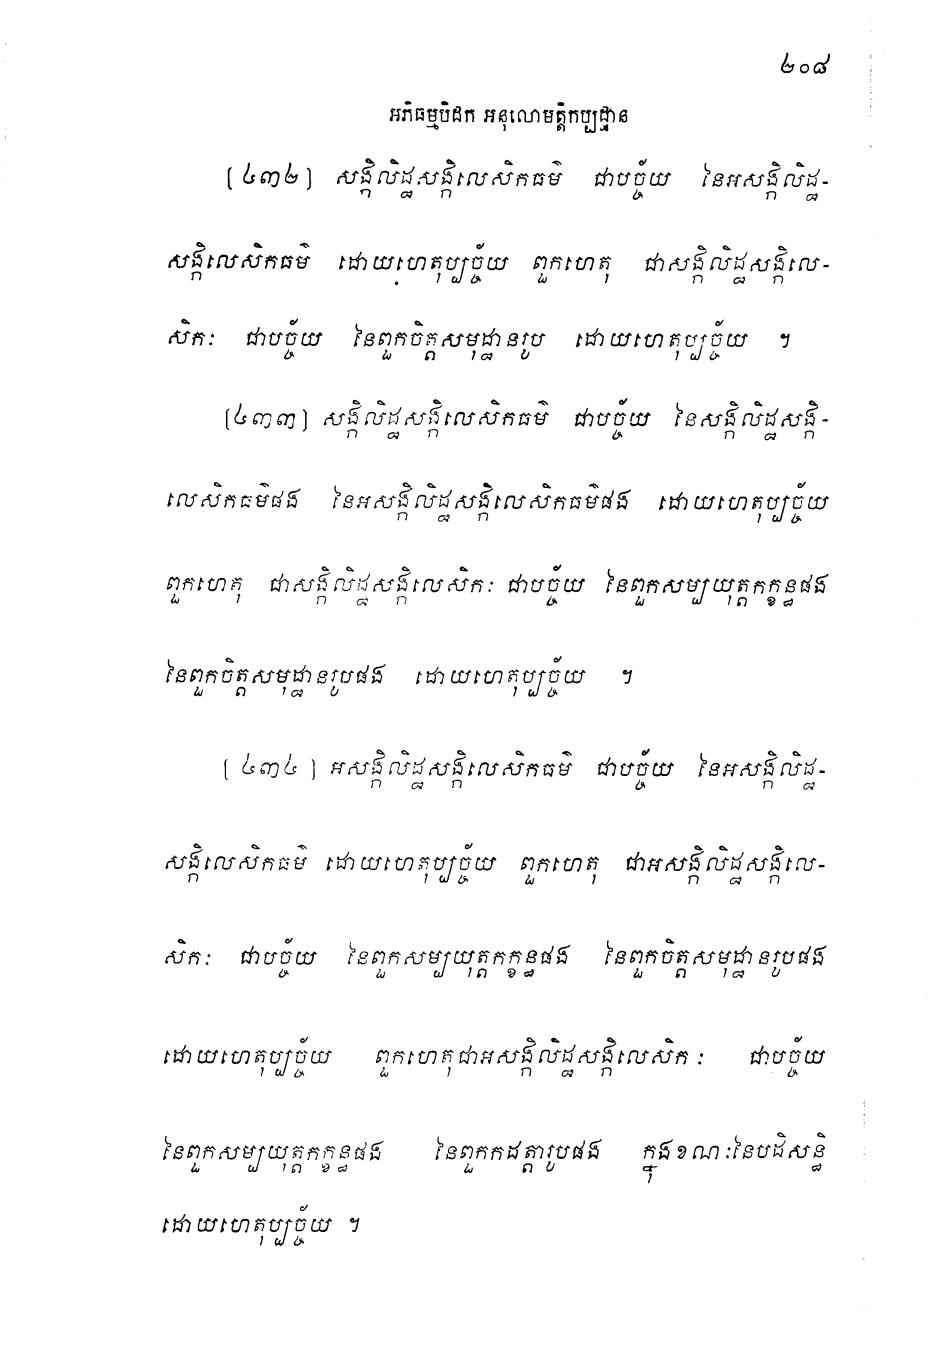 ២០៨
អភិធម្មបិដក អនុលោមត្តិកប្បដ្ឋាន
[៤៣២] សង្កិលិដ្ឋសង្កិលេសិកធម៌ ជាបច្ច័យ នៃអសង្កិលិដ្ឋ-
សង្កិលេសិកធម៌ ដោយហេតុប្បច្ច័យ ពួកហេតុ ជាសង្កិលិដ្ឋសង្កិលេ-
សិកៈ ជាបច្ច័យ នៃពួកចិត្តសមុដ្ឋានរូប ដោយហេតុប្បច្ច័យ ។
[៤៣៣] សង្កិលិដ្ឋសង្កិលេសិកធម៌ ជាបច្ច័យ នៃសង្កិលិដ្ឋសង្កិ-
លេសិកធម៌ផង នៃអសង្កិលិដ្ឋសង្កិលេសិកធម៌ផង ដោយហេតុប្បច្ច័យ
ពួកហេតុ ជាសង្កិលិដ្ឋសង្កិលេសិកៈ ជាបច្ច័យ នៃពួកសម្បយុត្តកក្ខន្ធផង
នៃពួកចិត្តសមុដ្ឋានរូបផង ដោយហេតុប្បច្ច័យ ។
[៤៣៤] អសង្កិលិដ្ឋសង្កិលេសិកធម៌ ជាបច្ច័យ នៃអសង្កិលិដ្ឋ-
សង្កិលេសិកធម៌ ដោយហេតុប្បច្ច័យ ពួកហេតុ ជាអសង្កិលិដ្ឋសង្កិលេ-
សិកៈ ជាបច្ច័យ នៃពួកសម្បយុត្តកក្ខន្ធផង នៃពួកចិត្តសមុដ្ឋានរូបផង
ដោយហេតុប្បច្ច័យ ពួកហេតុជាអសង្កិលិដ្ឋសង្កិលេសិកៈ ជាបច្ច័យ
នៃពួកសម្បយុត្តកក្ខន្ធផង នៃពួកកដត្តារូបផង ក្នុងខណៈនៃបដិសន្ធិ
ដោយហេតុប្បច្ច័យ ។